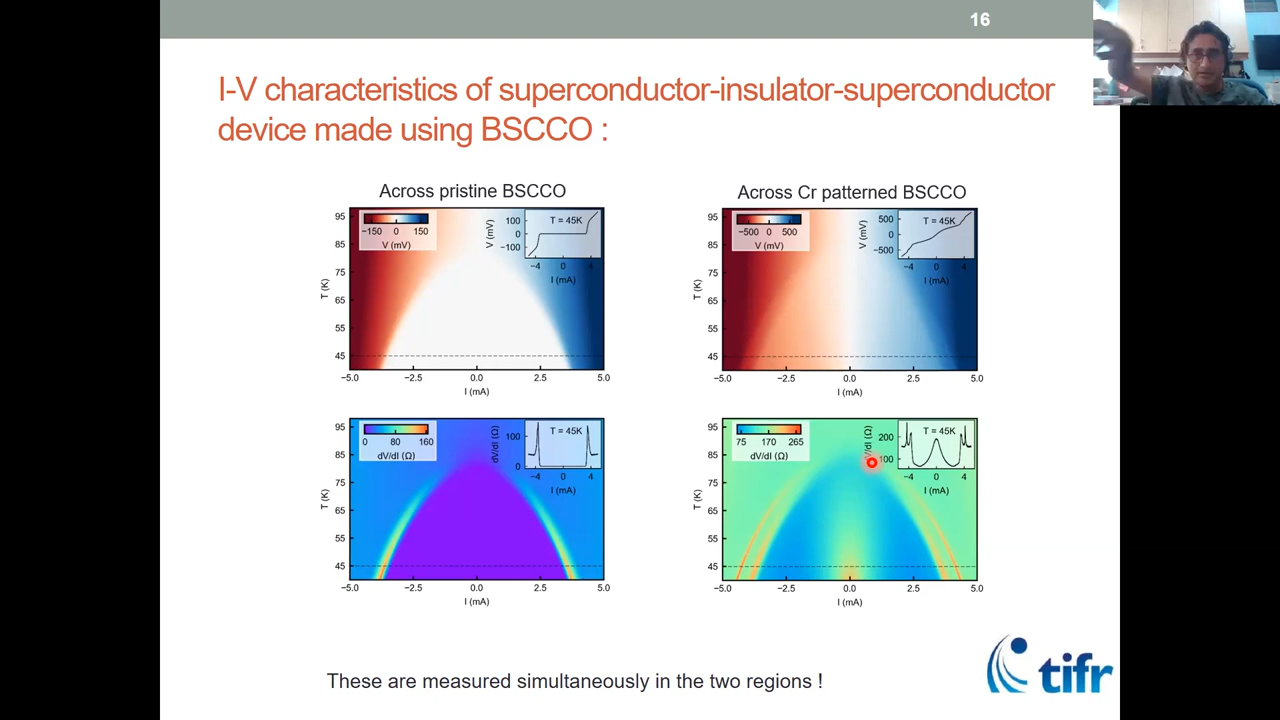 16
I-V characteristics of superconductor-insulator-superconductor
device made using BSCCO :
Across pristine BSCCO
95
85
75
65
55
45
T (K)
−5.0 −2.5 0.0 2.5 5.0
I (mA)
−150 0 150
V (mV)
V (mV)
100
0
−100
T = 45K
−4 0 4
I (mA)
Across Cr patterned BSCCO
95
85
75
65
55
45
T (K)
−5.0 −2.5 0.0 2.5 5.0
I (mA)
−500 0 500
V (mV)
V (mV)
500
0
−500
T = 45K
−4 0 4
I (mA)
95
85
75
65
55
45
T (K)
−5.0 −2.5 0.0 2.5 5.0
I (mA)
0 80 160
dV/dI (Ω)
dV/dI (Ω)
100
0
T = 45K
−4 0 4
I (mA)
95
85
75
65
55
45
T (K)
−5.0 −2.5 0.0 2.5 5.0
I (mA)
75 170 265
dV/dI (Ω)
200
100
T = 45K
−4 0 4
I (mA)
These are measured simultaneously in the two regions !
tifr